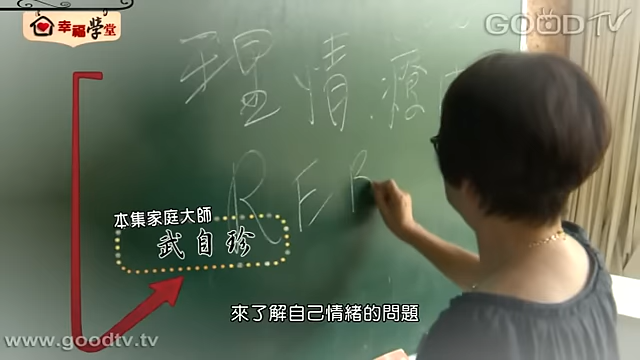 幸福學堂
GOODTV
理情療
REB
本集家庭大師
武自珍
來了解自己情緒的問題
www.goodtv.tv